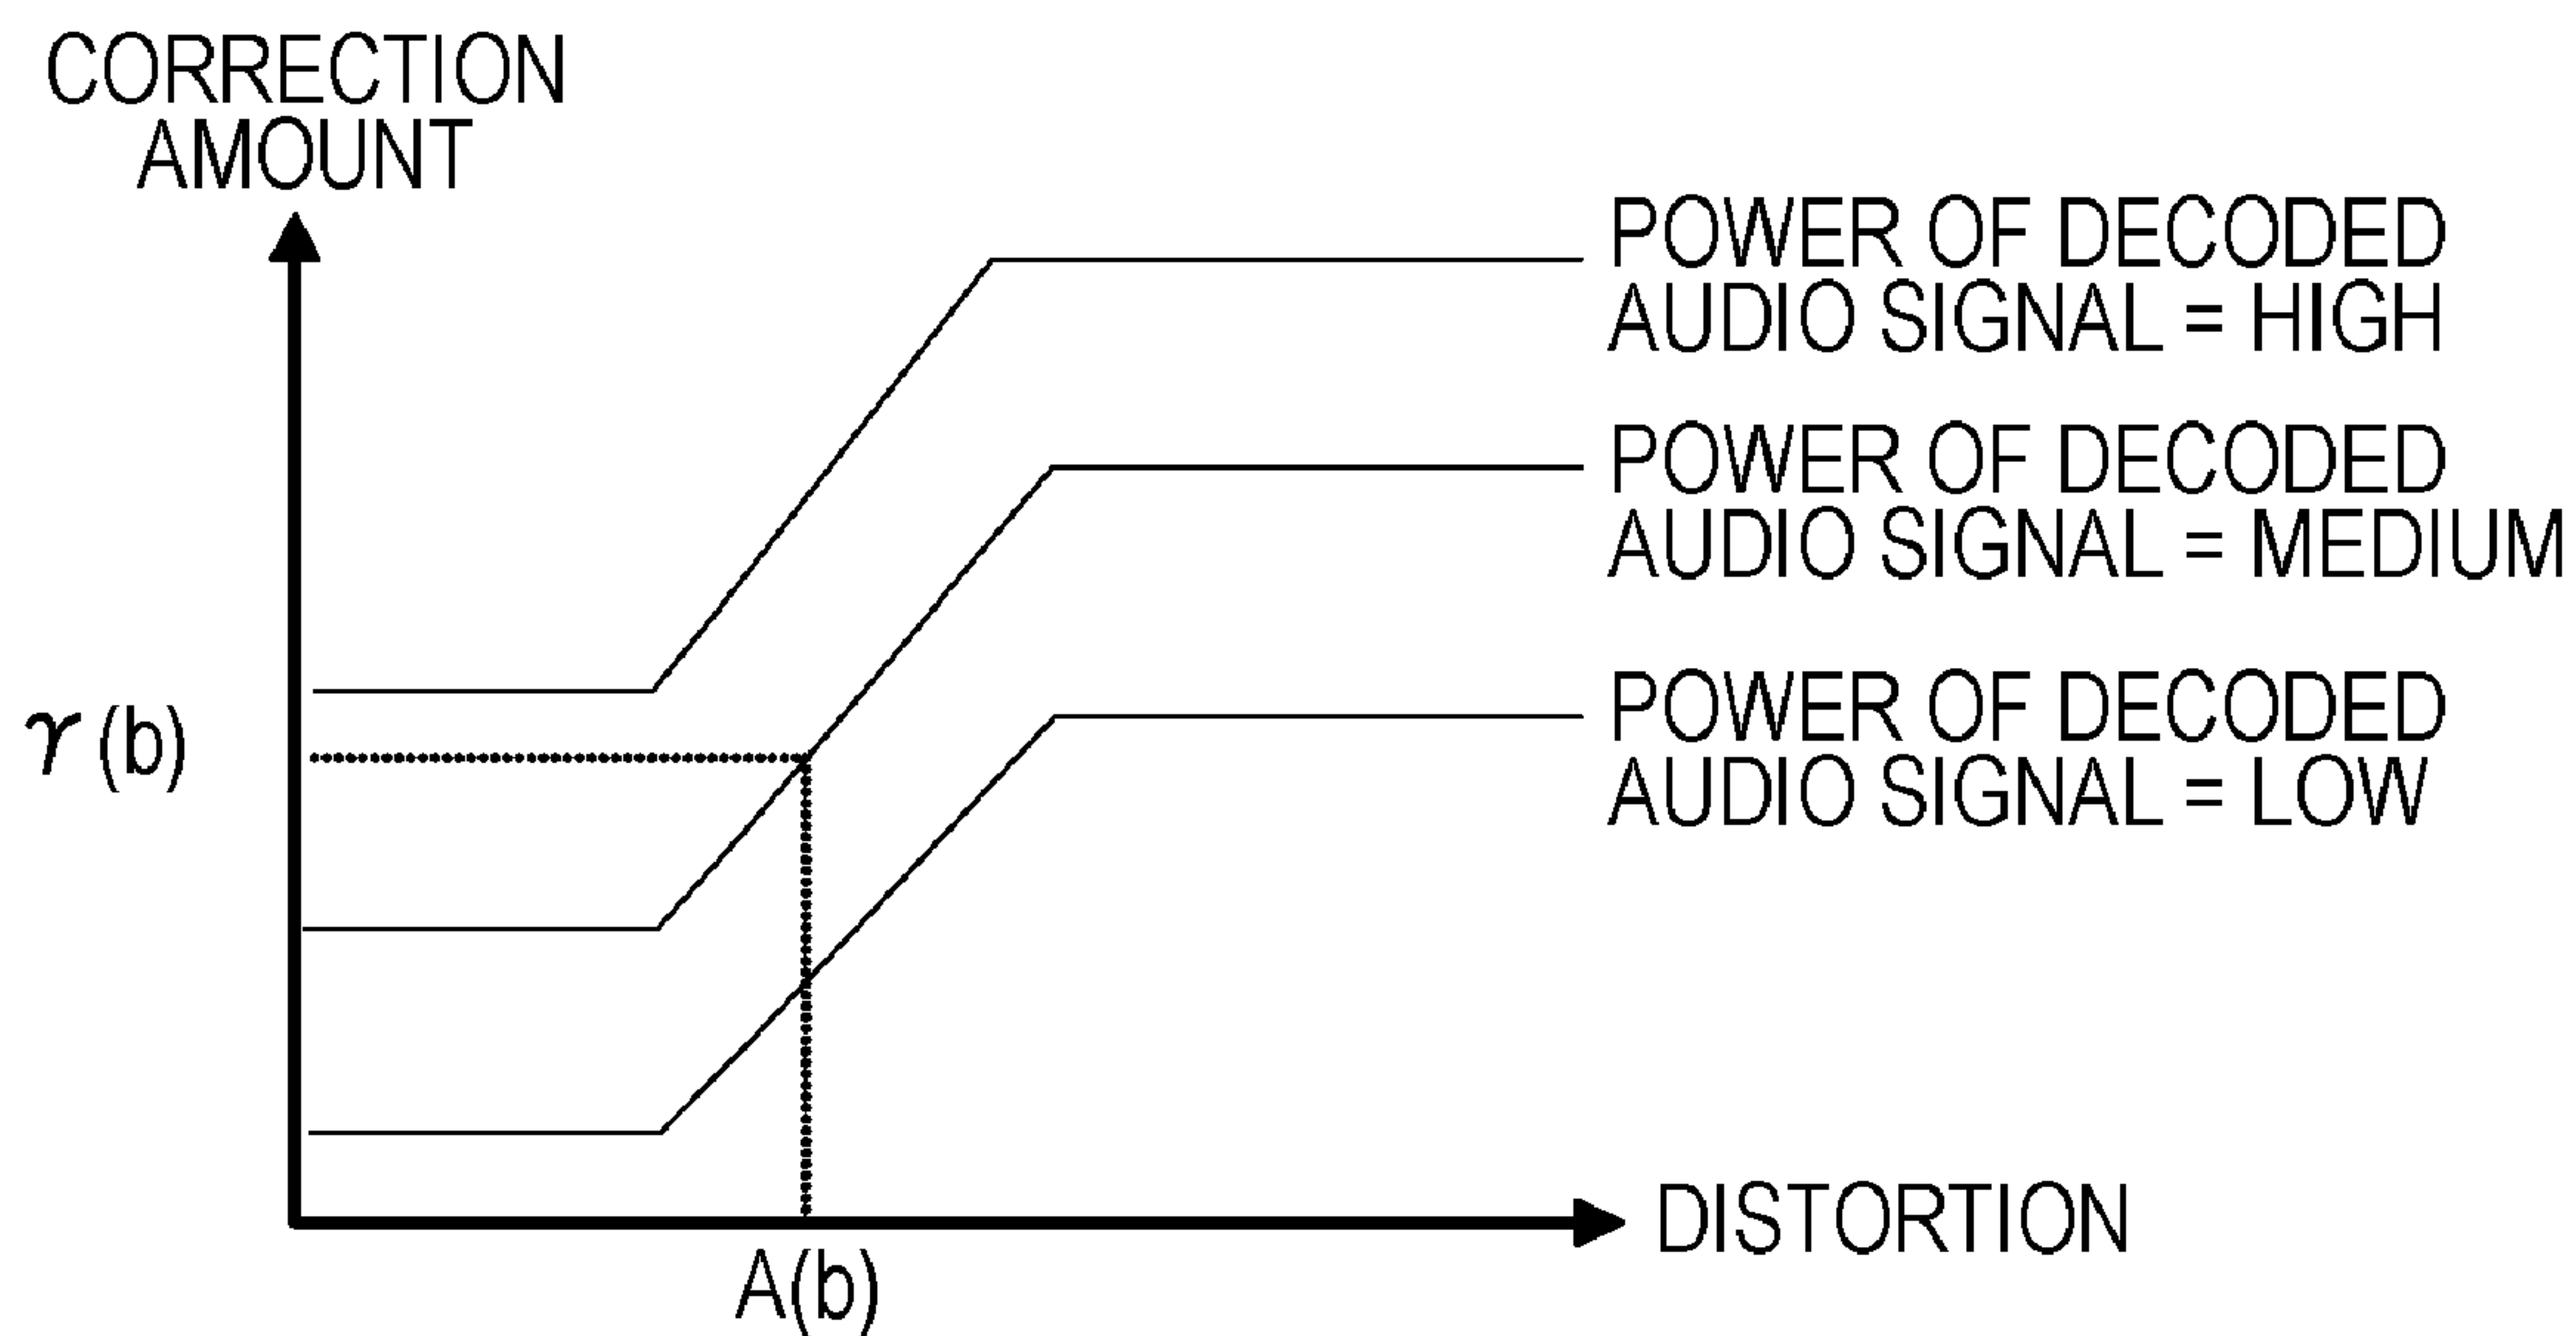 CORRECTION
AMOUNT
POWER OF DECODED
AUDIO SIGNAL = HIGH
POWER OF DECODED
AUDIO SIGNAL = MEDIUM
POWER OF DECODED
AUDIO SIGNAL = LOW
γ(b)
DISTORTION
A(b)